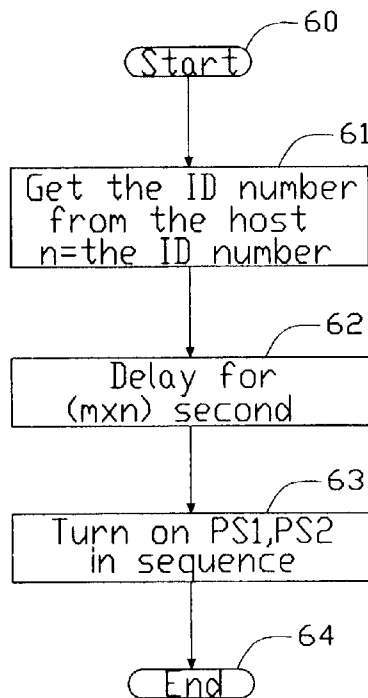 60
Start
61
Get the ID number
from the host
n=the ID number
62
Delay for
(mxn) second
63
Turn on PS1,PS2
in sequence
64
End